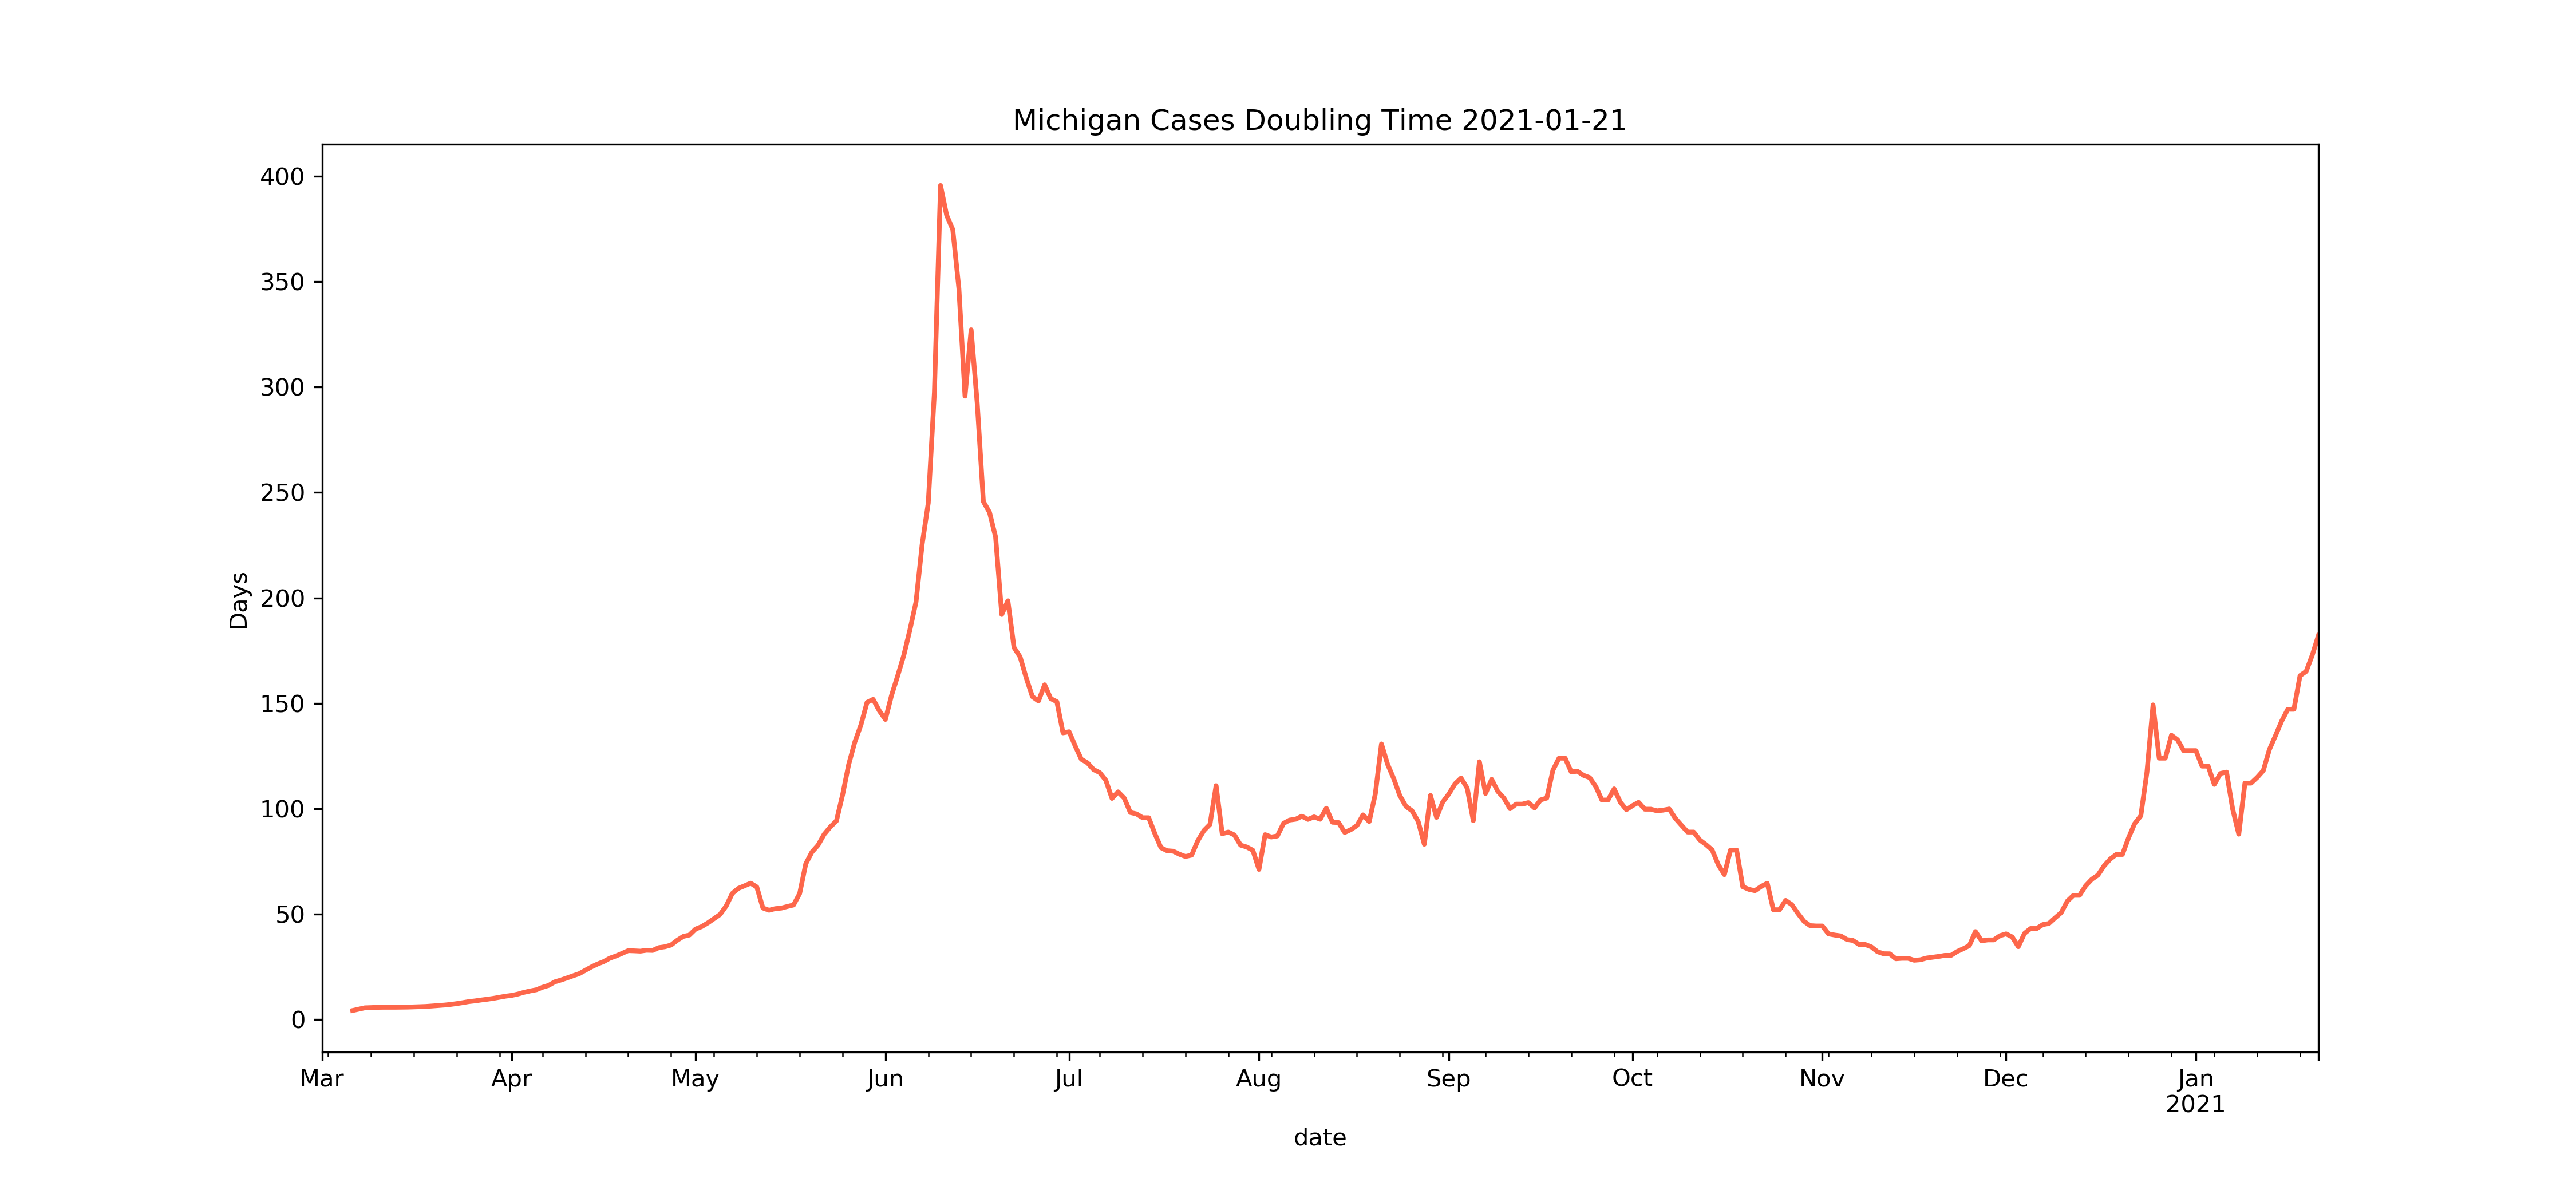 Michigan Cases Doubling Time 2021-01-21
400
350
300
250
200
150
100
50
0
Days
Mar Apr May Jun Jul Aug Sep Oct Nov Dec Jan
2021
date